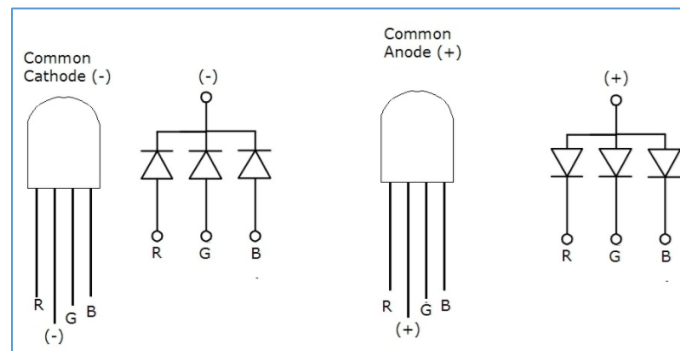 Common
Cathode (-)
(-)
R
G
B
R
(-)
G
B
Common
Anode (+)
(+)
R
G
B
R
(+)
G
B